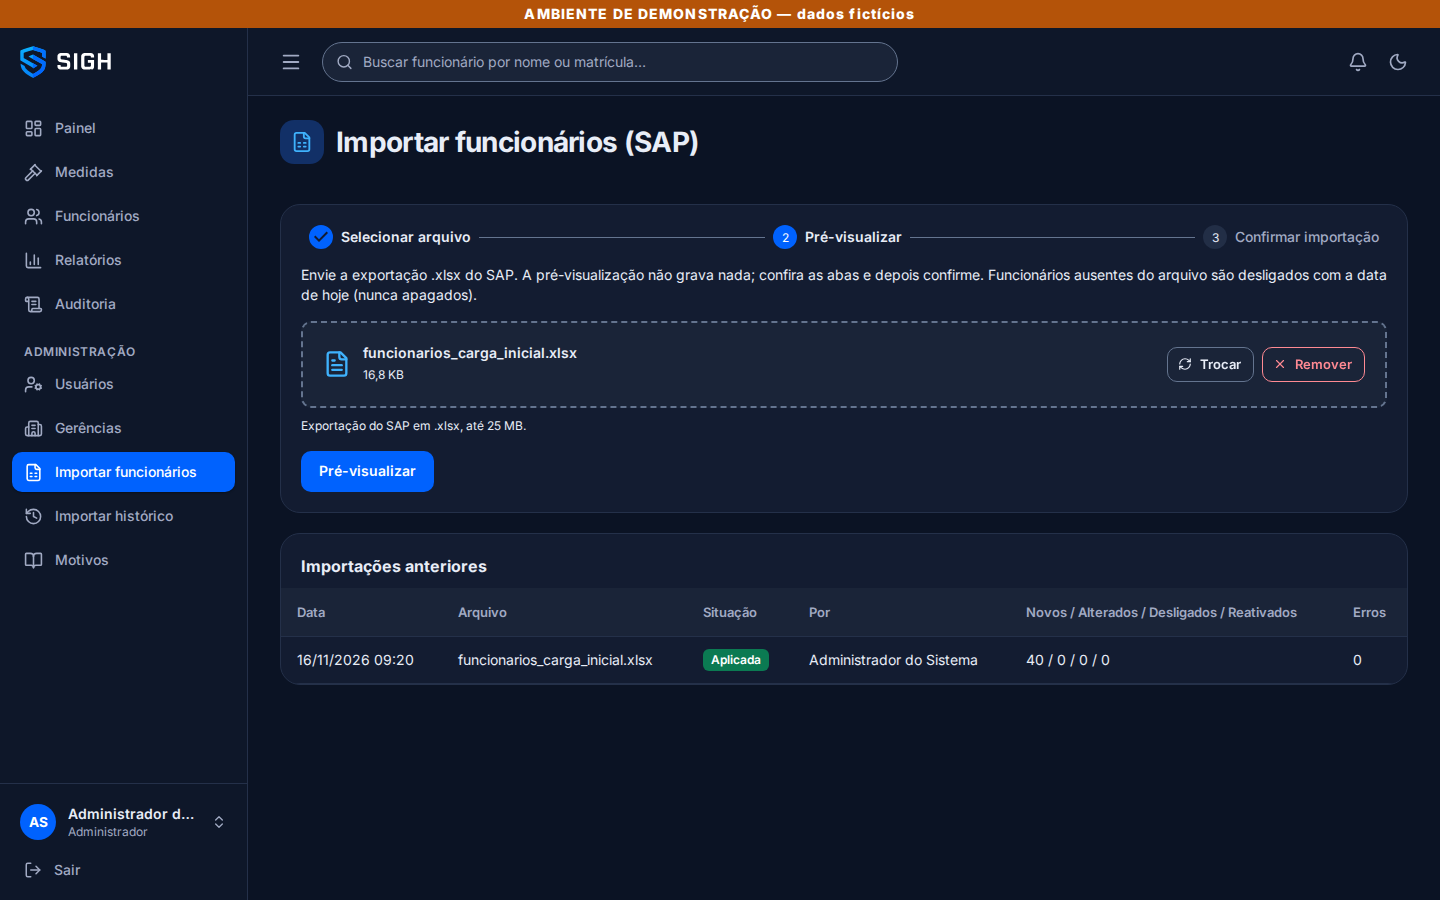 AMBIENTE DE DEMONSTRAÇÃO — dados fictícios
SIGH
Buscar funcionário por nome ou matrícula...
Painel
Medidas
Funcionários
Relatórios
Auditoria
ADMINISTRAÇÃO
Usuários
Gerências
Importar funcionários
Importar histórico
Motivos
AS
Administrador d...
Administrador
Sair
Importar funcionários (SAP)
Selecionar arquivo
2 Pré-visualizar
3 Confirmar importação
Envie a exportação .xlsx do SAP. A pré-visualização não grava nada; confira as abas e depois confirme. Funcionários ausentes do arquivo são desligados com a data
de hoje (nunca apagados).
funcionarios_carga_inicial.xlsx
16,8 KB
Trocar
Remover
Exportação do SAP em .xlsx, até 25 MB.
Pré-visualizar
Importações anteriores
Data Arquivo Situação Por Novos / Alterados / Desligados / Reativados Erros
16/11/2026 09:20 funcionarios_carga_inicial.xlsx Aplicada Administrador do Sistema 40 / 0 / 0 / 0 0